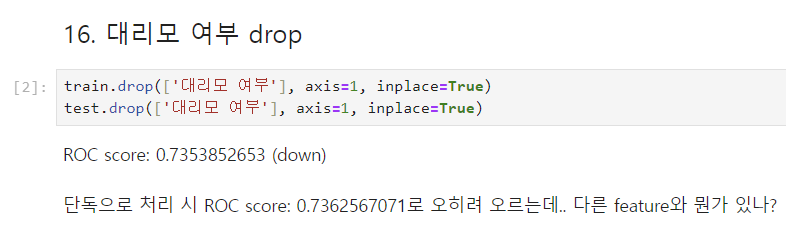 16. 대리모 여부 drop
[2]: train.drop(['대리모 여부'], axis=1, inplace=True)
test.drop(['대리모 여부'], axis=1, inplace=True)
ROC score: 0.7353852653 (down)
단독으로 처리 시 ROC score: 0.7362567071로 오히려 오르는데.. 다른 feature와 뭔가 있나?